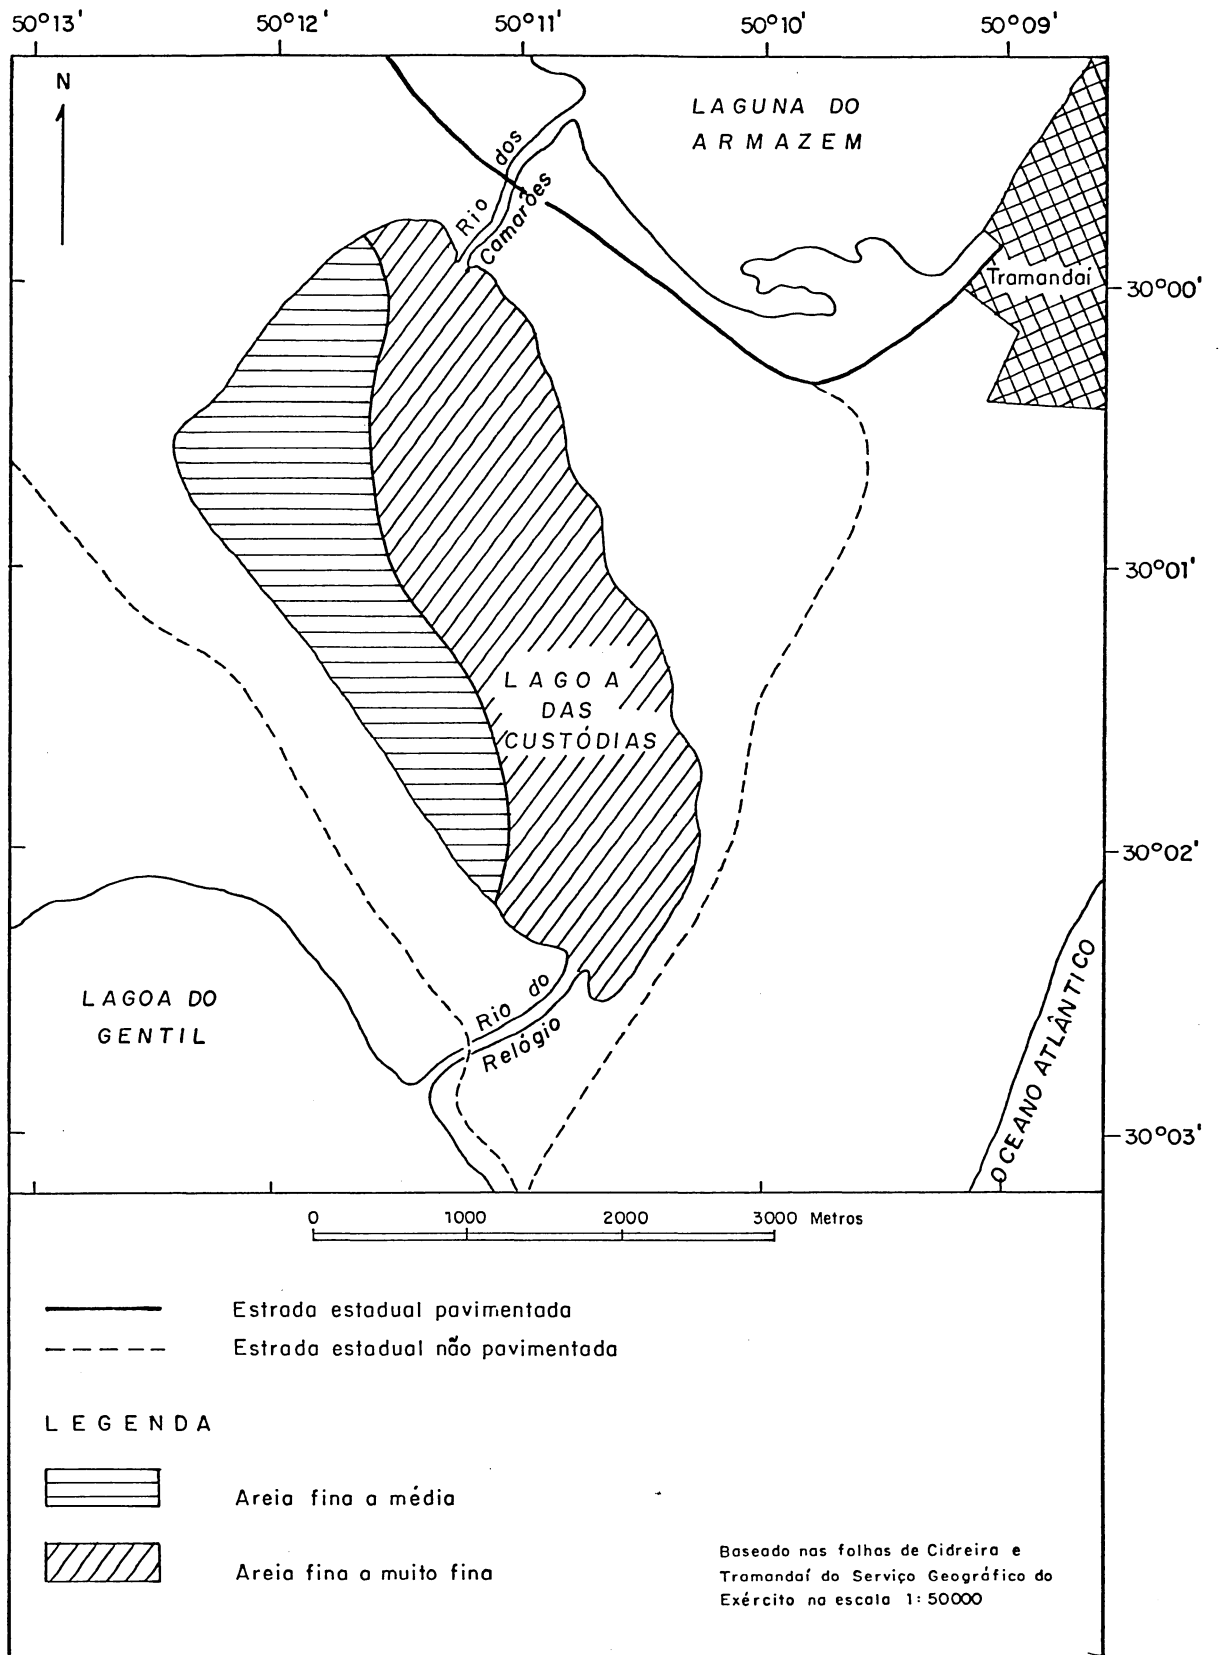 50°13' 50°12' 50°11' 50°10' 50°09'
N
LAGUNA DO
ARMAZEM
Rio dos
Camarões
Tramandaí
30°00'
30°01'
LAGOA
DAS
CUSTÓDIAS
30°02'
LAGOA DO
GENTIL
Rio do
Relógio
OCEANO ATLÂNTICO
30°03'
0 1000 2000 3000 Metros
Estrada estadual pavimentada
Estrada estadual não pavimentada
LEGENDA
Areia fina a média
Areia fina a muito fina
Baseado nas folhas de Cidreira e
Tramandaí do Serviço Geográfico do
Exército na escala 1:50000